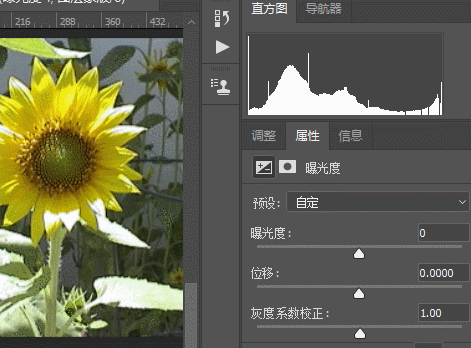 216 288 360 432
直方图 导航器
调整 属性 信息
曝光度
预设: 自定
曝光度: 0
位移: 0.0000
灰度系数校正: 1.00